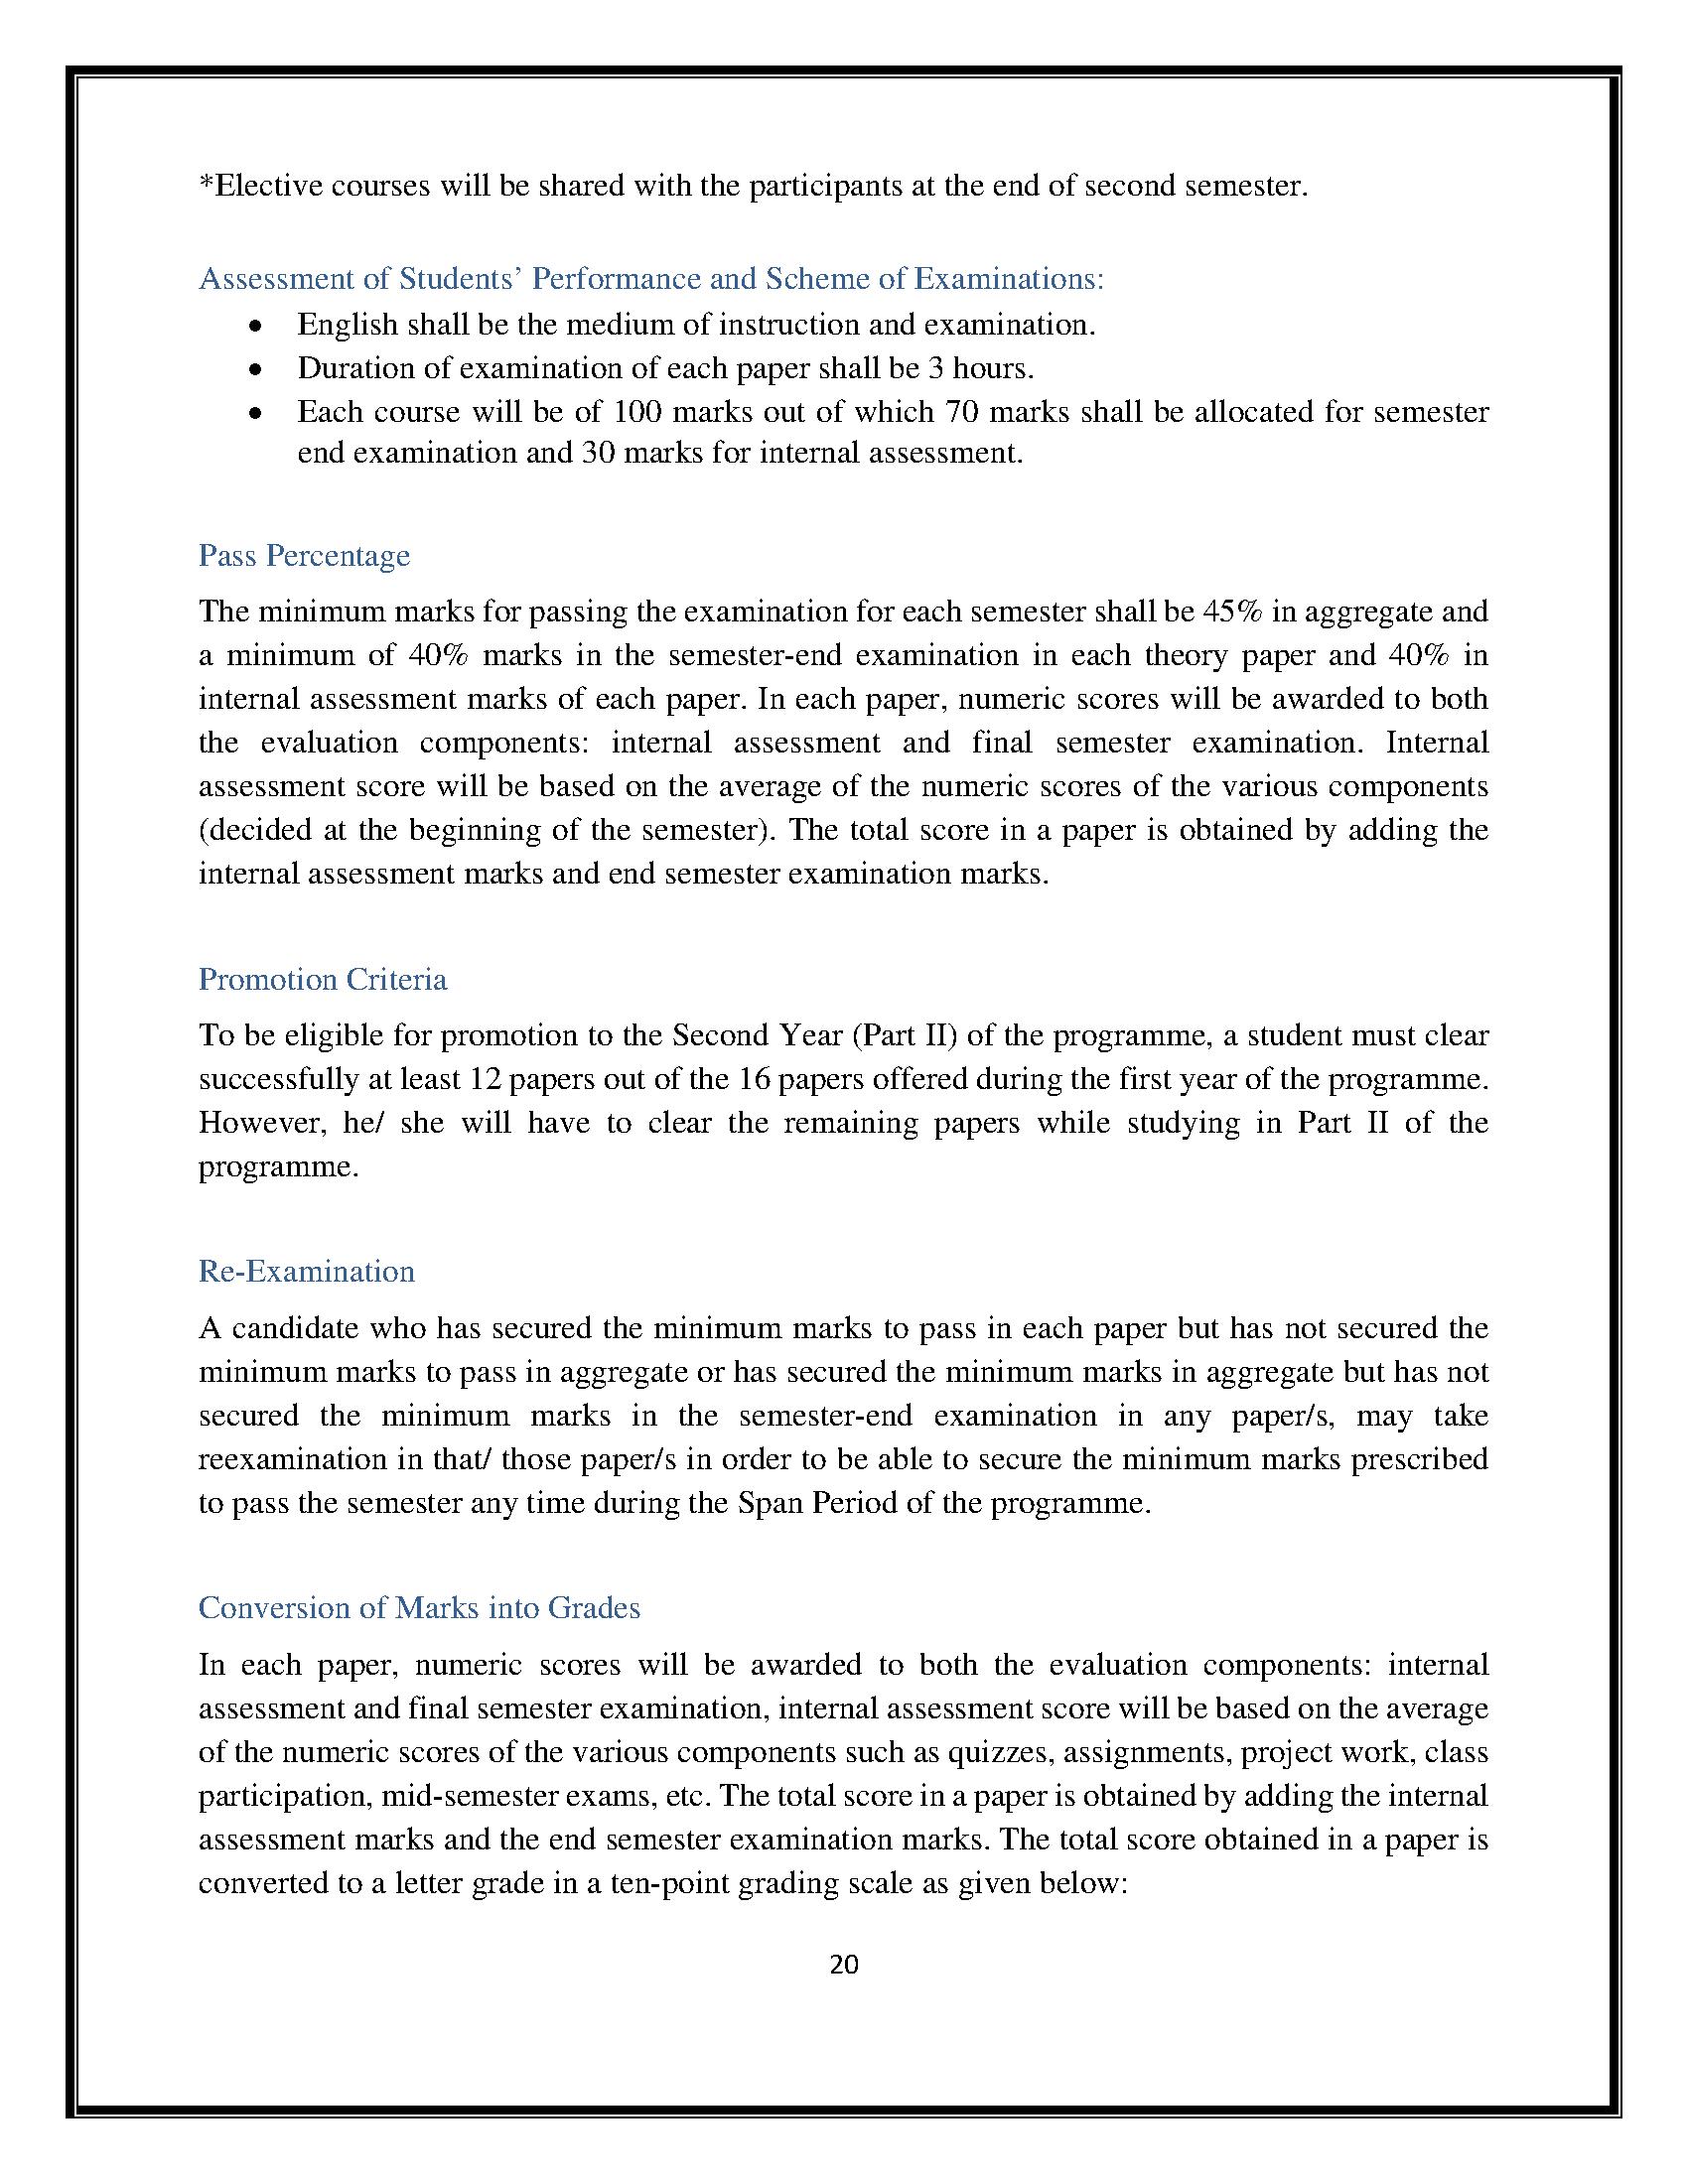 *Elective courses will be shared with the participants at the end of second semester.
Assessment of Students’ Performance and Scheme of Examinations:
• English shall be the medium of instruction and examination.
• Duration of examination of each paper shall be 3 hours.
• Each course will be of 100 marks out of which 70 marks shall be allocated for semester
end examination and 30 marks for internal assessment.
Pass Percentage
The minimum marks for passing the examination for each semester shall be 45% in aggregate and
a minimum of 40% marks in the semester-end examination in each theory paper and 40% in
internal assessment marks of each paper. In each paper, numeric scores will be awarded to both
the evaluation components: internal assessment and final semester examination. Internal
assessment score will be based on the average of the numeric scores of the various components
(decided at the beginning of the semester). The total score in a paper is obtained by adding the
internal assessment marks and end semester examination marks.
Promotion Criteria
To be eligible for promotion to the Second Year (Part II) of the programme, a student must clear
successfully at least 12 papers out of the 16 papers offered during the first year of the programme.
However, he/ she will have to clear the remaining papers while studying in Part II of the
programme.
Re-Examination
A candidate who has secured the minimum marks to pass in each paper but has not secured the
minimum marks to pass in aggregate or has secured the minimum marks in aggregate but has not
secured the minimum marks in the semester-end examination in any paper/s, may take
reexamination in that/ those paper/s in order to be able to secure the minimum marks prescribed
to pass the semester any time during the Span Period of the programme.
Conversion of Marks into Grades
In each paper, numeric scores will be awarded to both the evaluation components: internal
assessment and final semester examination, internal assessment score will be based on the average
of the numeric scores of the various components such as quizzes, assignments, project work, class
participation, mid-semester exams, etc. The total score in a paper is obtained by adding the internal
assessment marks and the end semester examination marks. The total score obtained in a paper is
converted to a letter grade in a ten-point grading scale as given below:
20